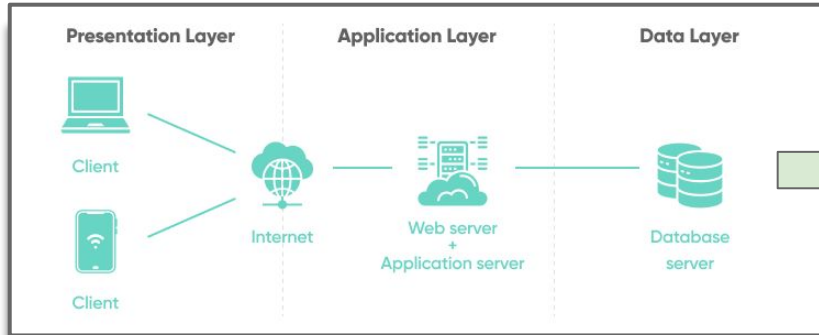 Presentation Layer
Application Layer
Data Layer
Client
Internet
Web server
+
Application server
Database
server
Client